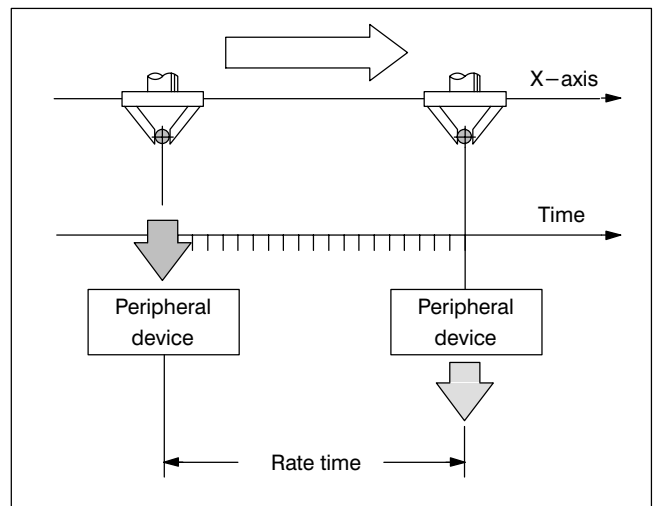 X–axis
Time
Peripheral
device
Peripheral
device
Rate time